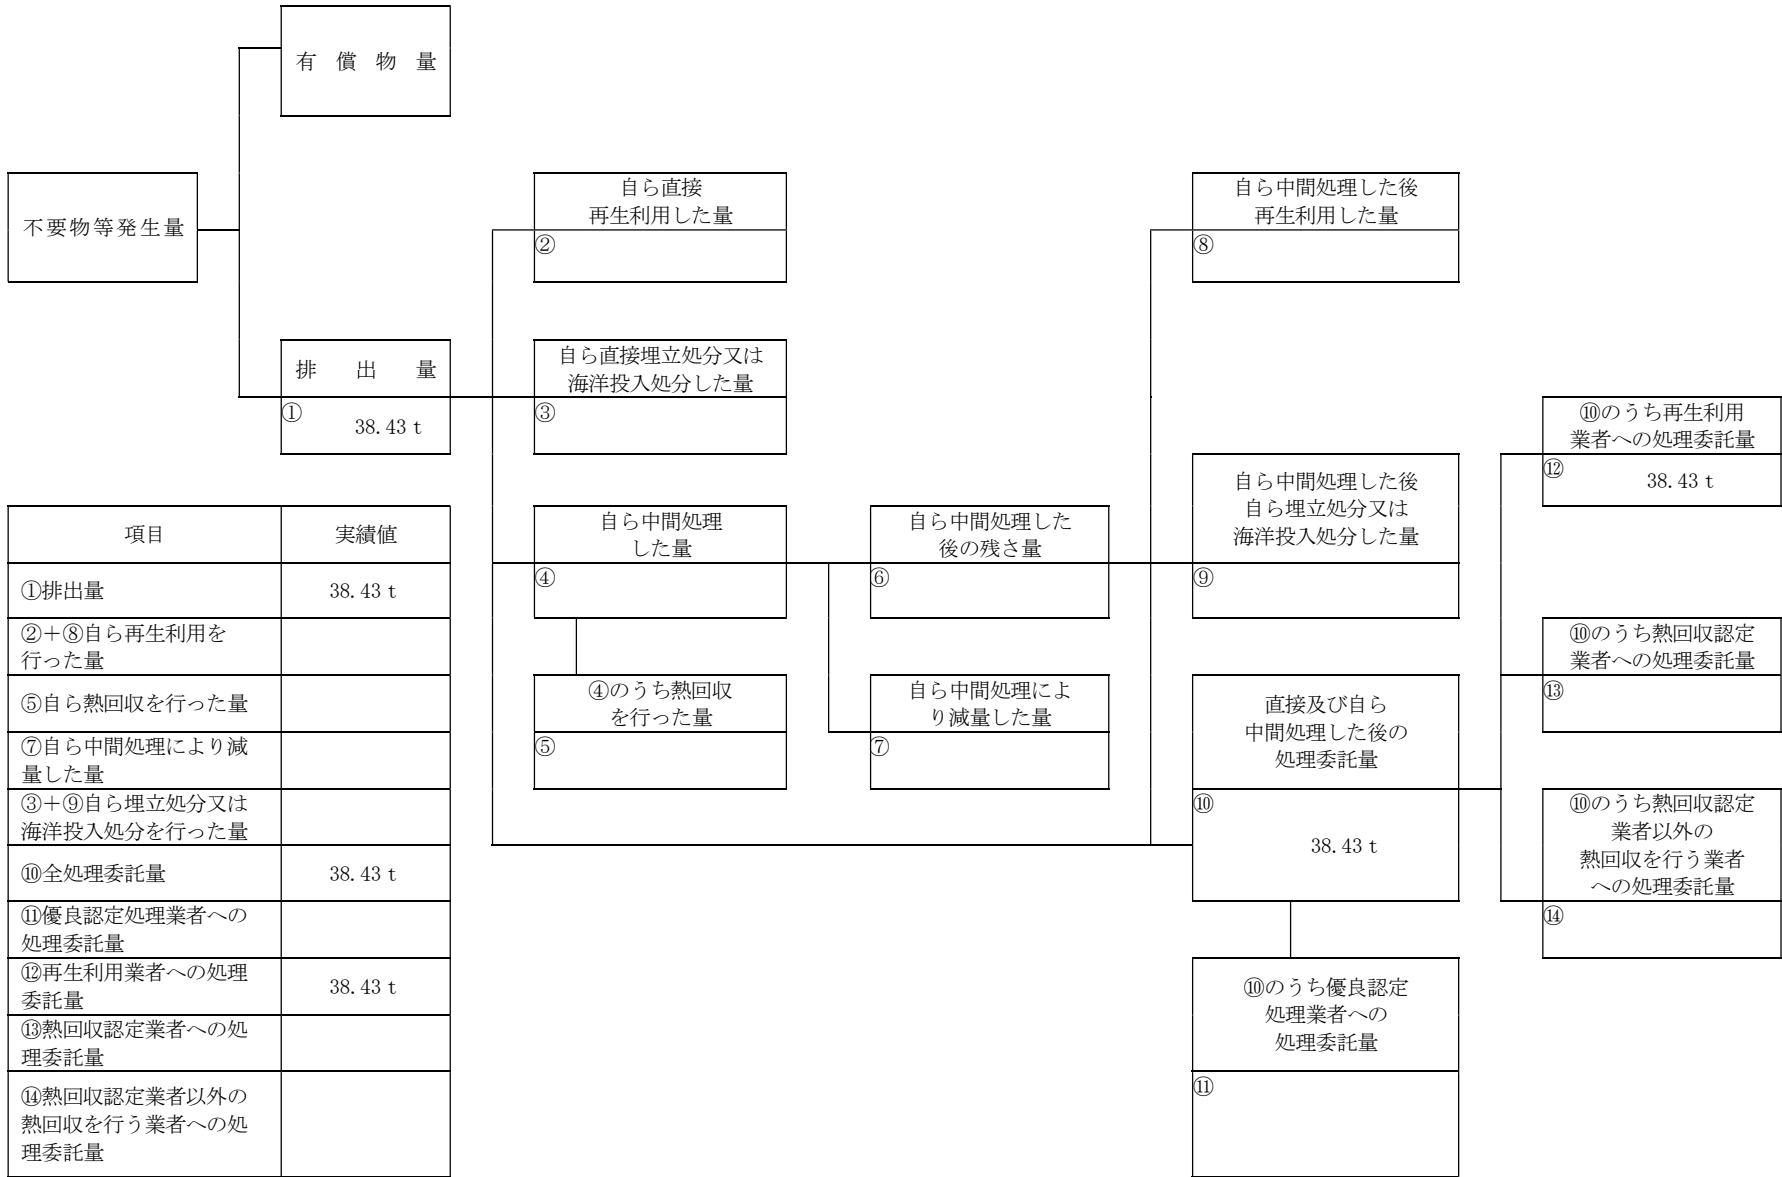 有　償　物　量
不要物等発生量
排　出　量
①
38.43 t
自ら直接
再生利用した量
②
自ら直接埋立処分又は
海洋投入処分した量
③
自ら中間処理
した量
④
④のうち熱回収
を行った量
⑤
自ら中間処理した
後の残さ量
⑥
自ら中間処理によ
り減量した量
⑦
自ら中間処理した後
再生利用した量
⑧
自ら中間処理した後
自ら埋立処分又は
海洋投入処分した量
⑨
直接及び自ら
中間処理した後の
処理委託量
⑩
38.43 t
⑩のうち優良認定
処理業者への
処理委託量
⑪
⑩のうち再生利用
業者への処理委託量
⑫
38.43 t
⑩のうち熱回収認定
業者への処理委託量
⑬
⑩のうち熱回収認定
業者以外の
熱回収を行う業者
への処理委託量
⑭
項目 実績値
①排出量 38.43 t
②＋⑧自ら再生利用を
行った量
⑤自ら熱回収を行った量
⑦自ら中間処理により減
量した量
③＋⑨自ら埋立処分又は
海洋投入処分を行った量
⑩全処理委託量 38.43 t
⑪優良認定処理業者への
処理委託量
⑫再生利用業者への処理
委託量 38.43 t
⑬熱回収認定業者への処
理委託量
⑭熱回収認定業者以外の
熱回収を行う業者への処
理委託量